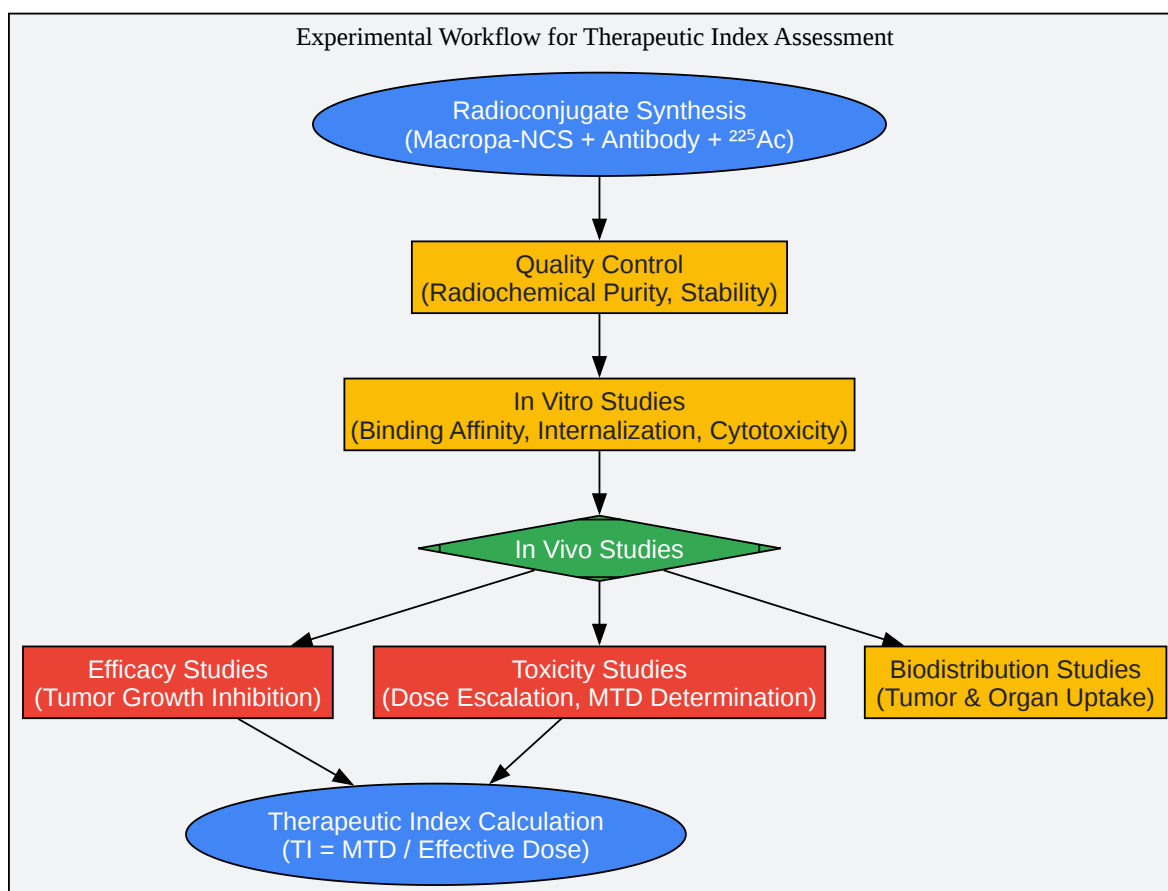 Experimental Workflow for Therapeutic Index Assessment
Radioconjugate Synthesis
(Macropa-NCS + Antibody + ²²⁵Ac)
Quality Control
(Radiochemical Purity, Stability)
In Vitro Studies
(Binding Affinity, Internalization, Cytotoxicity)
In Vivo Studies
Efficacy Studies
(Tumor Growth Inhibition)
Toxicity Studies
(Dose Escalation, MTD Determination)
Biodistribution Studies
(Tumor & Organ Uptake)
Therapeutic Index Calculation
(TI = MTD / Effective Dose)